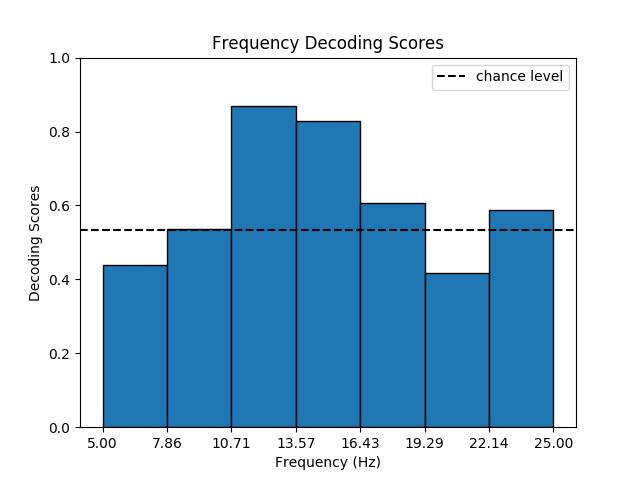 Frequency Decoding Scores
chance level
1.0
0.8
0.6
0.4
0.2
0.0
Decoding Scores
5.00 7.86 10.71 13.57 16.43 19.29 22.14 25.00
Frequency (Hz)